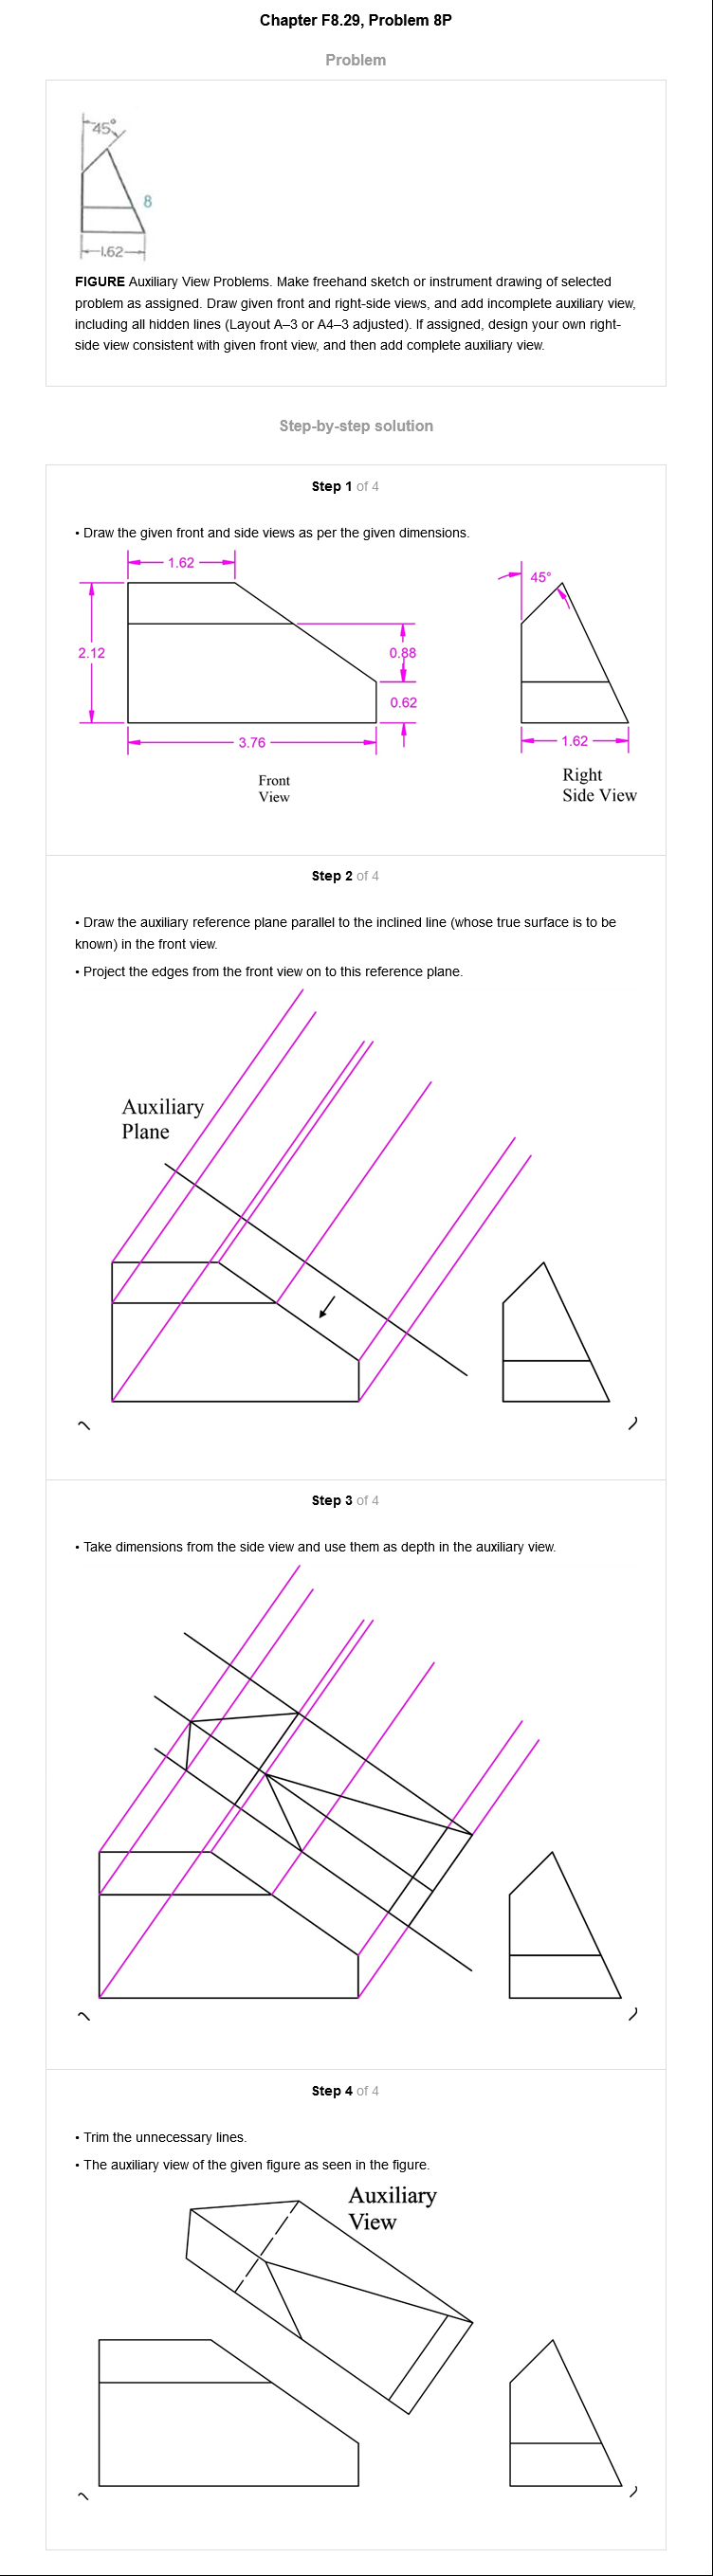 Chapter F8.29, Problem 8P
Problem
45°
8
1.62
FIGURE Auxiliary View Problems. Make freehand sketch or instrument drawing of selected
problem as assigned. Draw given front and right-side views, and add incomplete auxiliary view,
including all hidden lines (Layout A–3 or A4–3 adjusted). If assigned, design your own right-
side view consistent with given front view, and then add complete auxiliary view.
Step-by-step solution
Step 1 of 4
• Draw the given front and side views as per the given dimensions.
1.62
45°
2.12
0.88
0.62
3.76
1.62
Front
View
Right
Side View
Step 2 of 4
• Draw the auxiliary reference plane parallel to the inclined line (whose true surface is to be
known) in the front view.
• Project the edges from the front view on to this reference plane.
Auxiliary
Plane
Step 3 of 4
• Take dimensions from the side view and use them as depth in the auxiliary view.
Step 4 of 4
• Trim the unnecessary lines.
• The auxiliary view of the given figure as seen in the figure.
Auxiliary
View